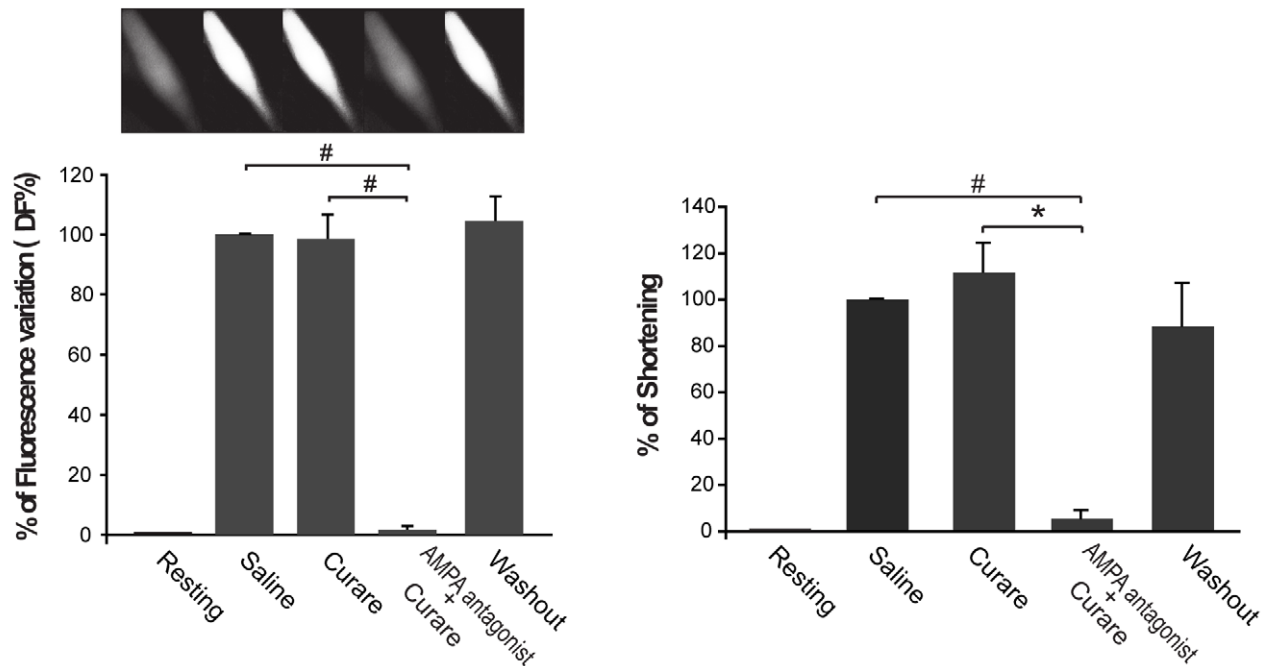 #
#
% of Fluorescence variation ( DF%)
120
100
80
60
40
20
0
Resting
Saline
Curare
AMPA antagonist
+
Curare
Washout
#
*
% of Shortening
140
120
100
80
60
40
20
0
Resting
Saline
Curare
AMPA antagonist
+
Curare
Washout